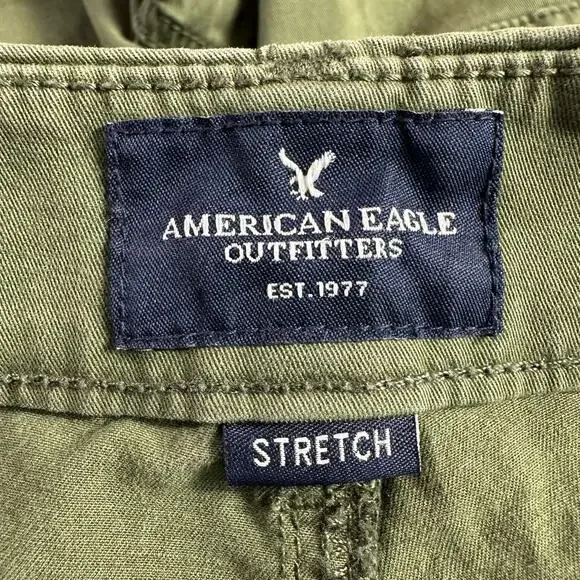 AMERICAN EAGLE
OUTFITTERS
EST. 1977
STRETCH